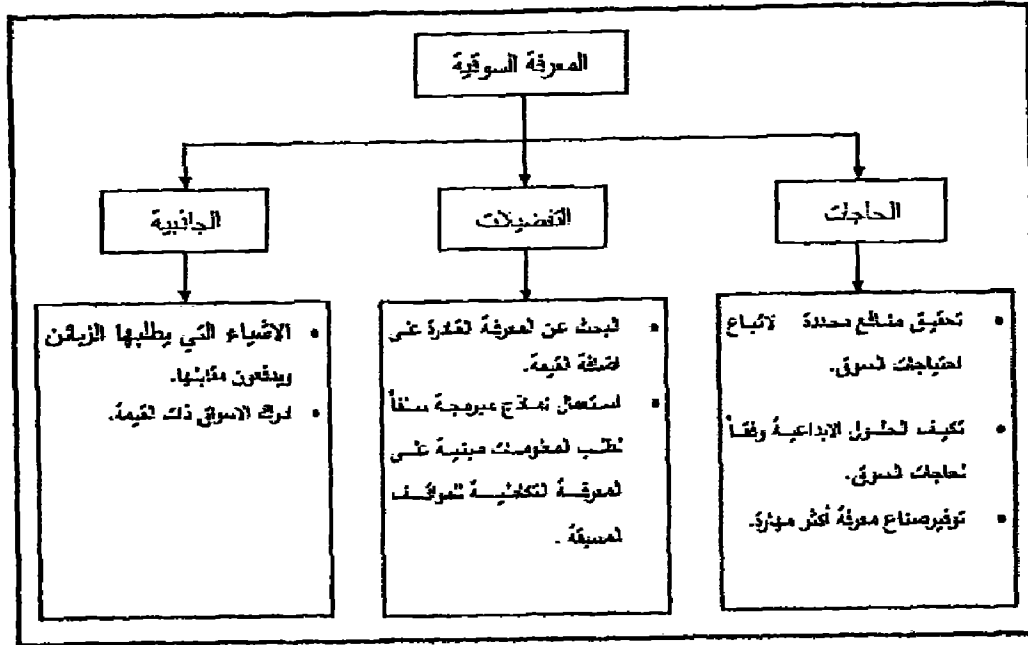 المعرفة السوقية
الحاجات
التفضيلات
الجاذبية
• تحقيق منافع محددة لاشباع
احتياجات السوق.
• تكييف الحلول الابداعية وفقاً
لحاجات السوق.
• توفير صناع معرفة أكثر مهارة.
• البحث عن المعرفة القادرة على
اضافة القيمة.
• استعمال نماذج مبرمجة سلفاً
لطلب المعلومات مبنية على
المعرفة التكاملية للمواقف
المسبقة .
• الاشياء التي يطلبها الزبائن
ويدفعون مقابلها.
• الاسواق ذات القيمة.